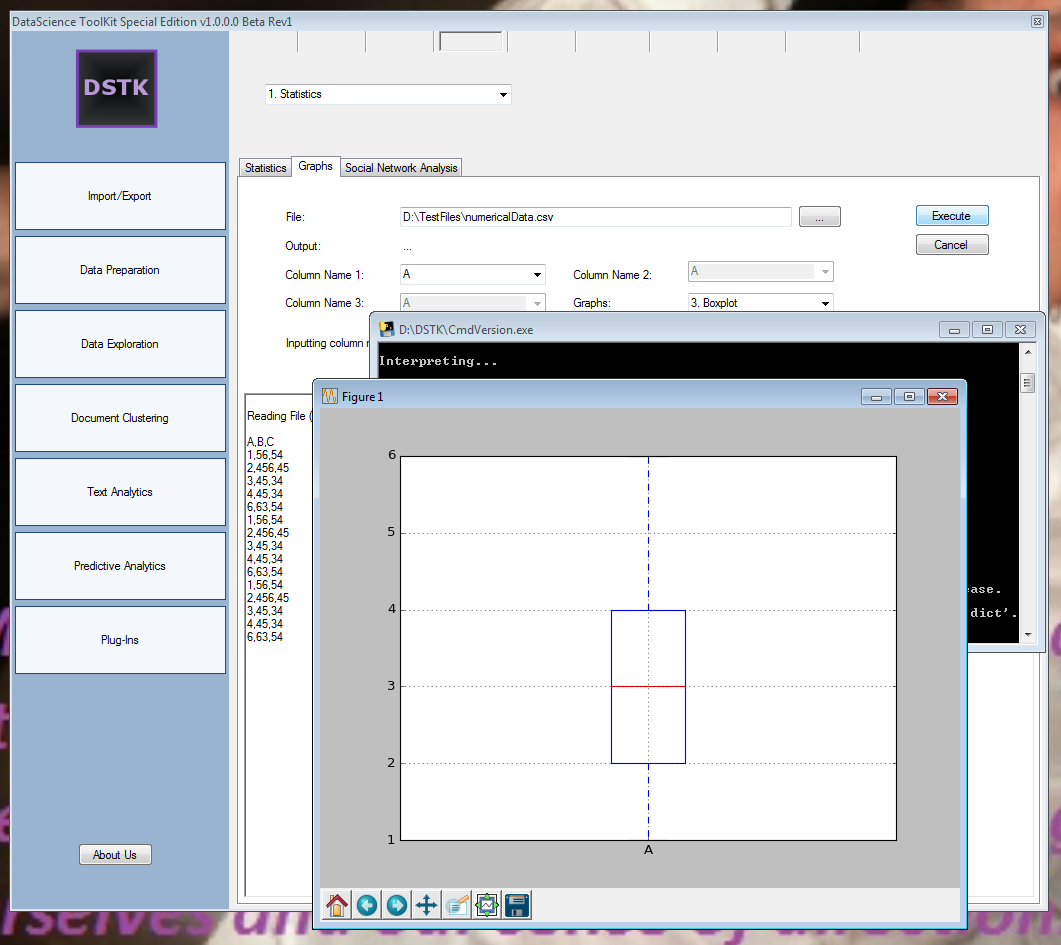 DataScience ToolKit Special Edition v1.0.0.0 Beta Rev1
DSTK
1. Statistics
Import/Export
Data Preparation
Data Exploration
Document Clustering
Text Analytics
Predictive Analytics
Plug-Ins
About Us
Statistics Graphs Social Network Analysis
File: D:\TestFiles\numericalData.csv ... Execute
Output: ... Cancel
Column Name 1: A Column Name 2: A
Column Name 3: A Graphs: 3. Boxplot
Inputting column
D:\DSTK\CmdVersion.exe
Interpreting...
dict'.
Reading File (
A,B,C
1,56,54
2,456,45
3,45,34
4,45,34
6,63,54
1,56,54
2,456,45
3,45,34
4,45,34
6,63,54
1,56,54
2,456,45
3,45,34
4,45,34
6,63,54
Figure 1
6
5
4
3
2
1
A